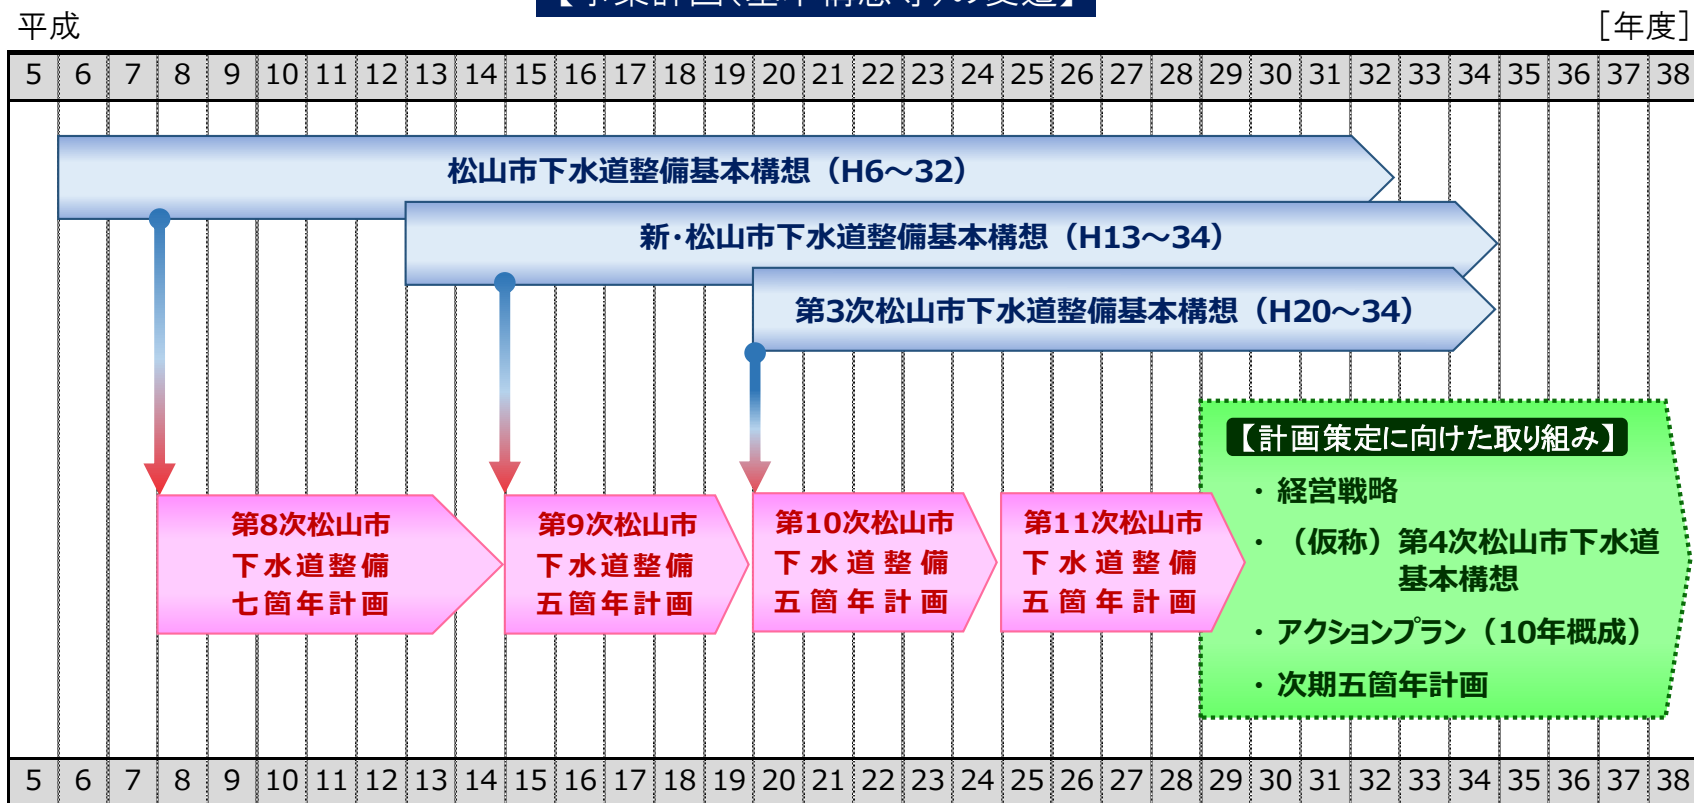 【事業計画（基本構想等）の変遷】
平成
［年度］
5 6 7 8 9 10 11 12 13 14 15 16 17 18 19 20 21 22 23 24 25 26 27 28 29 30 31 32 33 34 35 36 37 38
松山市下水道整備基本構想（H6～32）
新・松山市下水道整備基本構想（H13～34）
第3次松山市下水道整備基本構想（H20～34）
第8次松山市
下水道整備
七箇年計画
第9次松山市
下水道整備
五箇年計画
第10次松山市
下水道整備
五箇年計画
第11次松山市
下水道整備
五箇年計画
【計画策定に向けた取り組み】
・ 経営戦略
・ （仮称）第4次松山市下水道
基本構想
・ アクションプラン（10年概成）
・ 次期五箇年計画
5 6 7 8 9 10 11 12 13 14 15 16 17 18 19 20 21 22 23 24 25 26 27 28 29 30 31 32 33 34 35 36 37 38